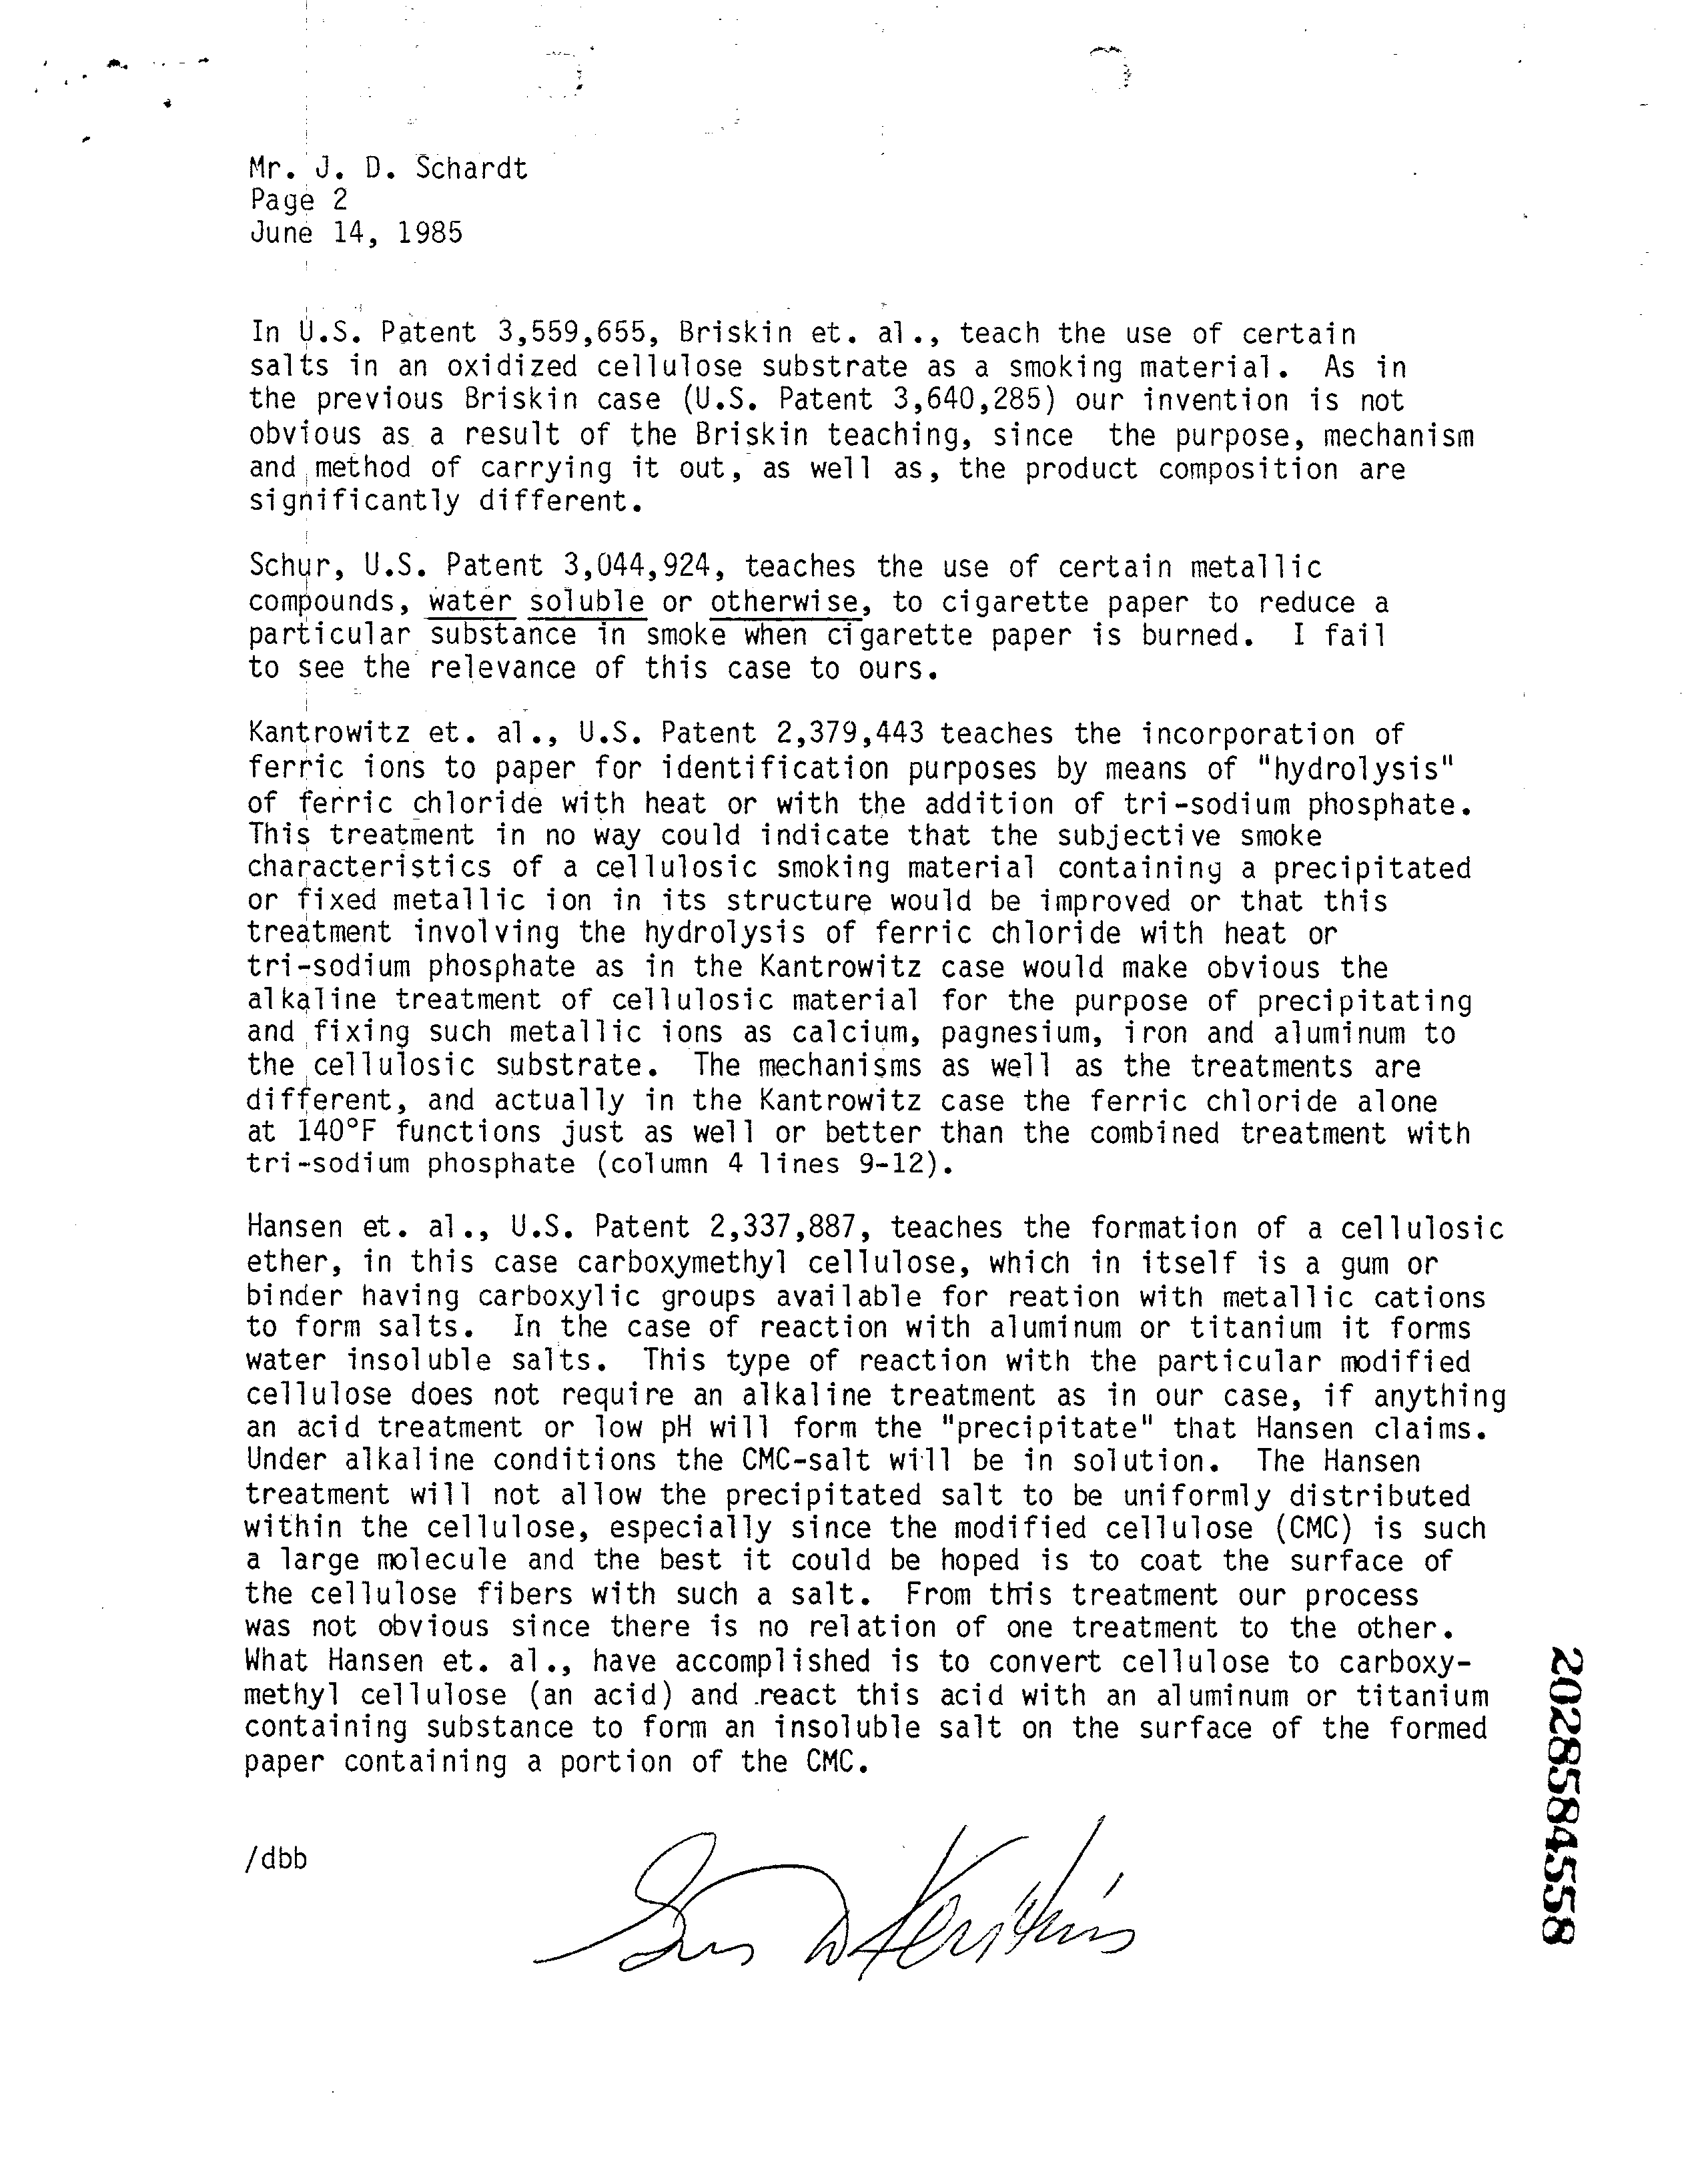 Mr. J. D. Schardt
Page 2
June 14, 1985
In U.S. Patent 3,559,655, Briskin et. al., teach the use of certain
salts in an oxidized cellulose substrate as a smoking material. As in
the previous Briskin case (U.S. Patent 3,640,285) our invention is not
obvious as a result of the Briskin teaching, since the purpose, mechanism
and method of carrying it out, as well as, the product composition are
significantly different.
Schur, U.S. Patent 3,044,924, teaches the use of certain metallic
compounds, water soluble or otherwise, to cigarette paper to reduce a
particular substance in smoke when cigarette paper is burned. I fail
to see the relevance of this case to ours.
Kantrowitz et. al., U.S. Patent 2,379,443 teaches the incorporation of
ferric ions to paper for identification purposes by means of "hydrolysis"
of ferric chloride with heat or with the addition of tri-sodium phosphate.
This treatment in no way could indicate that the subjective smoke
characteristics of a cellulosic smoking material containing a precipitated
or fixed metallic ion in its structure would be improved or that this
treatment involving the hydrolysis of ferric chloride with heat or
tri-sodium phosphate as in the Kantrowitz case would make obvious the
alkaline treatment of cellulosic material for the purpose of precipitating
and fixing such metallic ions as calcium, pagnesium, iron and aluminum to
the cellulosic substrate. The mechanisms as well as the treatments are
different, and actually in the Kantrowitz case the ferric chloride alone
at 140°F functions just as well or better than the combined treatment with
tri-sodium phosphate (column 4 lines 9-12).
Hansen et. al., U.S. Patent 2,337,887, teaches the formation of a cellulosic
ether, in this case carboxymethyl cellulose, which in itself is a gum or
binder having carboxylic groups available for reation with metallic cations
to form salts. In the case of reaction with aluminum or titanium it forms
water insoluble salts. This type of reaction with the particular modified
cellulose does not require an alkaline treatment as in our case, if anything
an acid treatment or low pH will form the "precipitate" that Hansen claims.
Under alkaline conditions the CMC-salt will be in solution. The Hansen
treatment will not allow the precipitated salt to be uniformly distributed
within the cellulose, especially since the modified cellulose (CMC) is such
a large molecule and the best it could be hoped is to coat the surface of
the cellulose fibers with such a salt. From this treatment our process
was not obvious since there is no relation of one treatment to the other.
What Hansen et. al., have accomplished is to convert cellulose to carboxy-
methyl cellulose (an acid) and react this acid with an aluminum or titanium
containing substance to form an insoluble salt on the surface of the formed
paper containing a portion of the CMC.
/dbb
2028584558